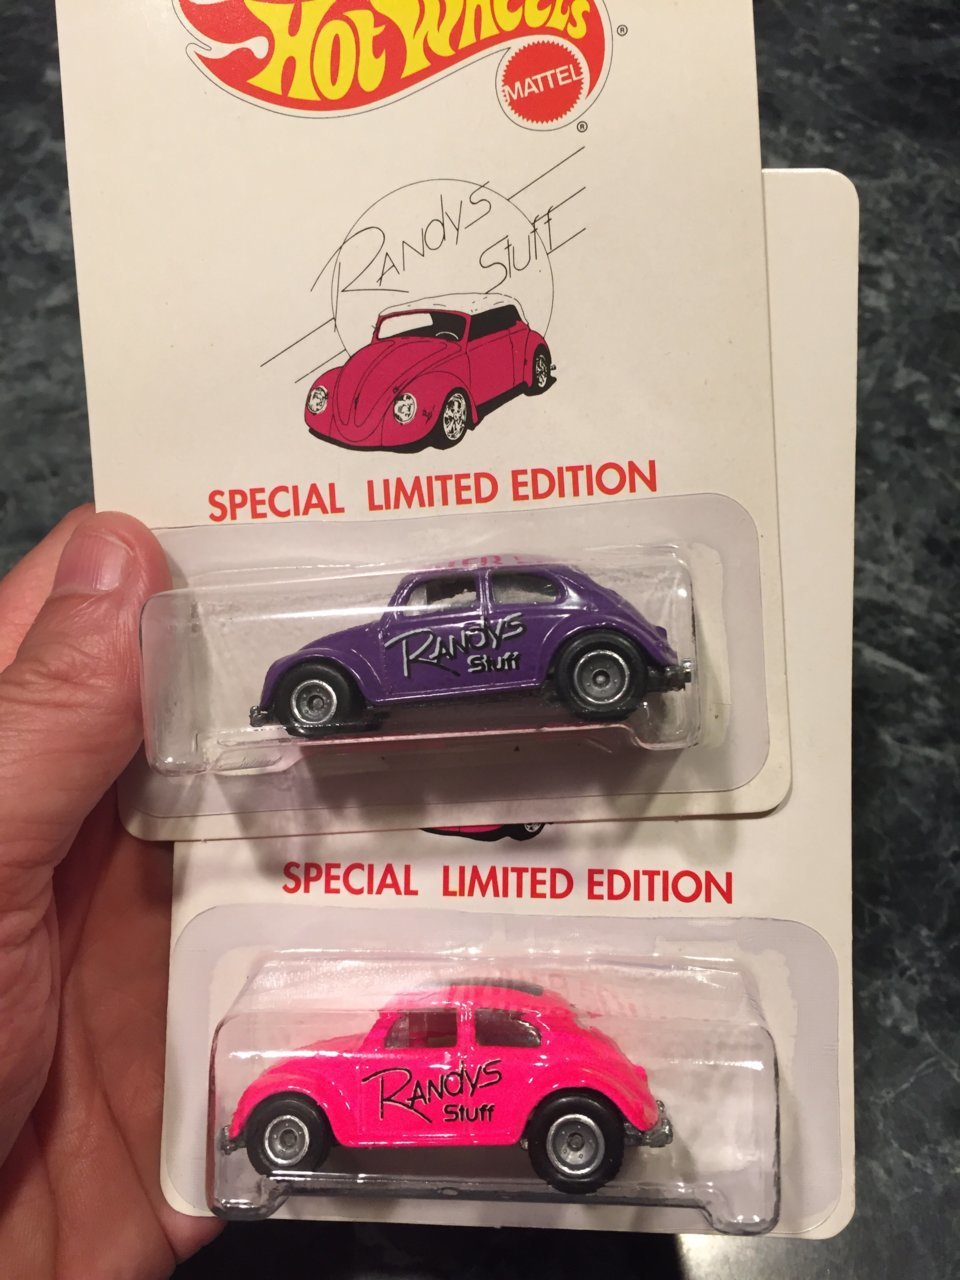 HOT WHEELS
®
MATTEL
®
Randys
Stuff
SPECIAL LIMITED EDITION
RANDYS
Stuff
SPECIAL LIMITED EDITION
RANDYS
Stuff